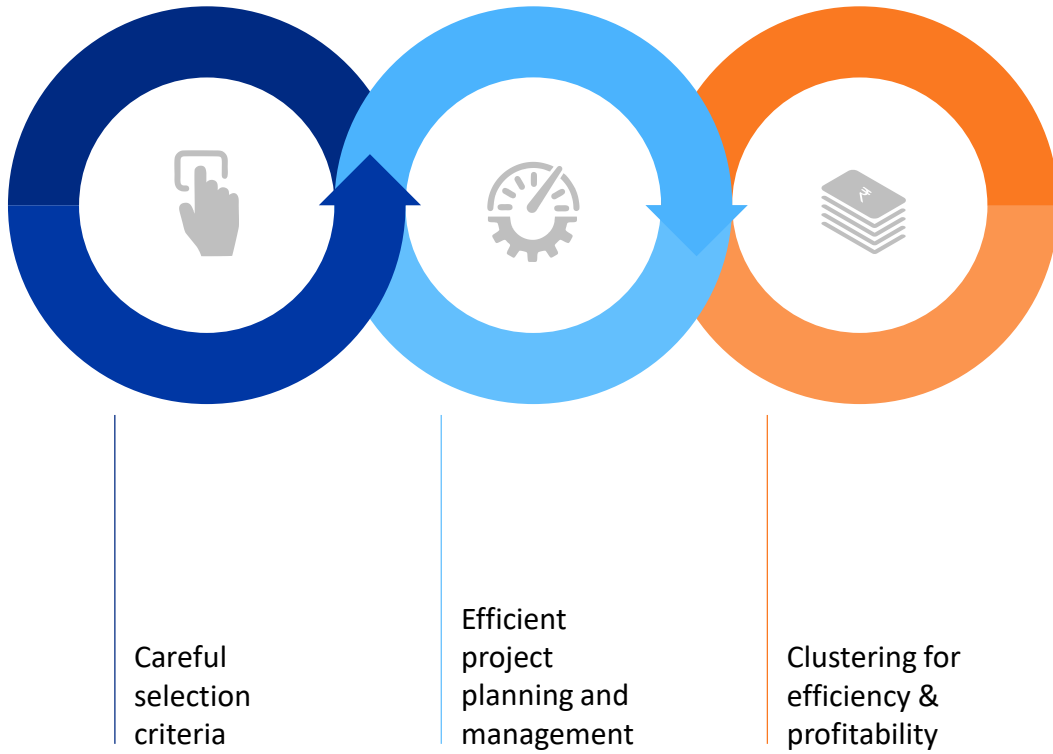 Careful
selection
criteria
Efficient
project
planning and
management
Clustering for
efficiency &
profitability